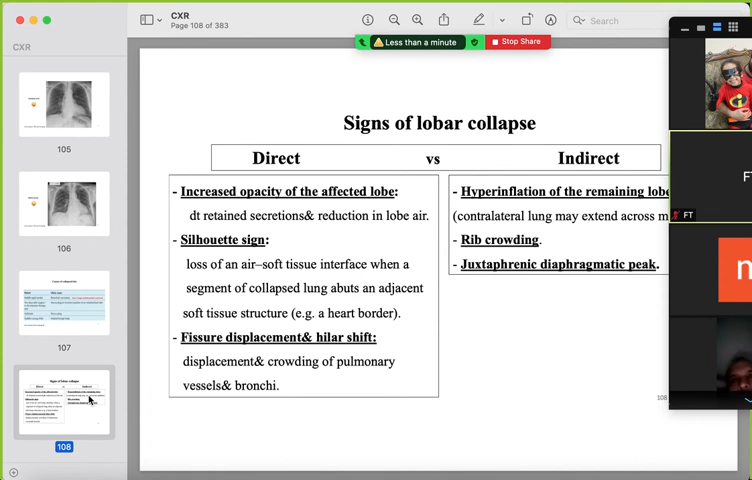 CXR
Page 108 of 383
Search
Less than a minute
Stop Share
CXR
105
106
107
108
Signs of lobar collapse
Direct vs Indirect
- Increased opacity of the affected lobe:
dt retained secretions& reduction in lobe air.
- Silhouette sign:
loss of an air–soft tissue interface when a
segment of collapsed lung abuts an adjacent
soft tissue structure (e.g. a heart border).
- Fissure displacement& hilar shift:
displacement& crowding of pulmonary
vessels& bronchi.
- Hyperinflation of the remaining lobe
(contralateral lung may extend across m
- Rib crowding.
- Juxtaphrenic diaphragmatic peak.
108
FT
FT